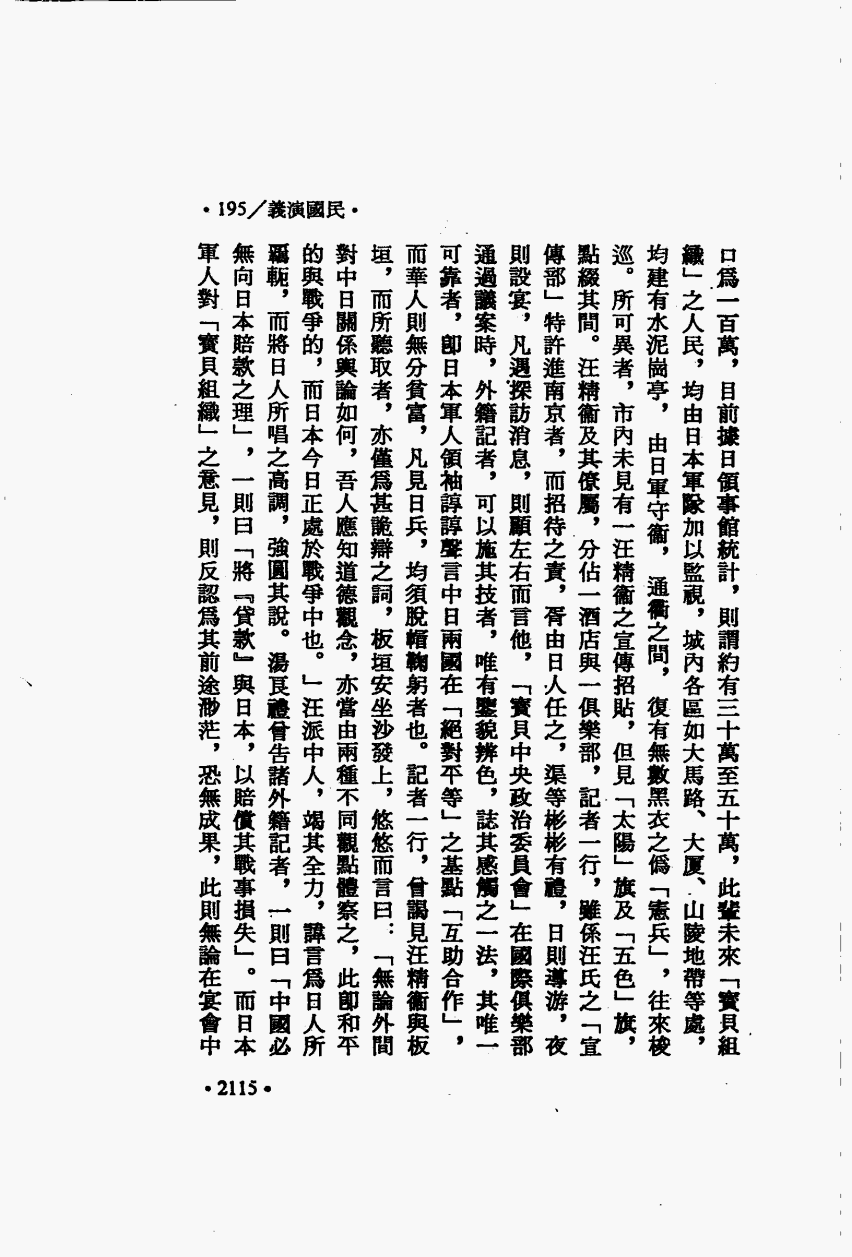 •195／義演國民•
口爲一百萬，目前據日領事館統計，則謂約有三十萬至五十萬，此輩未來「寶貝組
織」之人民，均由日本軍隊加以監視，城內各區如大馬路、大厦、山陵地帶等處，
均建有水泥崗亭，由日軍守衞，通衢之間，復有無數黑衣之僞「憲兵」，往來梭
巡。所可異者，市內未見有一汪精衞之宣傳招貼，但見「太陽」旗及「五色」旗，
點綴其間。汪精衞及其僚屬，分佔一酒店與一俱樂部，記者一行，雖係汪氏之「宣
傳部」特許進南京者，而招待之責，胥由日人任之，渠等彬彬有禮，日則導游，夜
則設宴，凡遇探訪消息，則顧左右而言他，「寶貝中央政治委員會」在國際俱樂部
通過議案時，外籍記者，可以施其技者，唯有鑒貌辨色，誌其感觸之一法，其唯一
可靠者，卽日本軍人領袖諄諄聲言中日兩國在「絕對平等」之基點「互助合作」，
而華人則無分貧富，凡見日兵，均須脫帽鞠躬者也。記者一行，曾謁見汪精衞與板
垣，而所聽取者，亦僅爲甚詭辯之詞，板垣安坐沙發上，悠悠而言曰：「無論外間
對中日關係輿論如何，吾人應知道德觀念，亦當由兩種不同觀點體察之，此卽和平
的與戰爭的，而日本今日正處於戰爭中也。」汪派中人，竭其全力，諱言爲日人所
羈軛，而將日人所唱之高調，強圓其說。湯良禮曾告諸外籍記者，一則曰「中國必
無向日本賠款之理」，一則曰「將『貸款』與日本，以賠償其戰事損失」。而日本
軍人對「寶貝組織」之意見，則反認爲其前途渺茫，恐無成果，此則無論在宴會中
•2115•